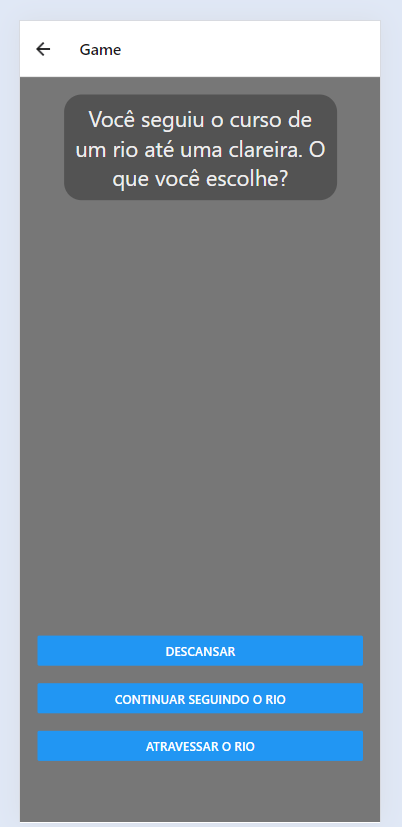 Game
Você seguiu o curso de
um rio até uma clareira. O
que você escolhe?
DESCANSAR
CONTINUAR SEGUINDO O RIO
ATRAVESSAR O RIO